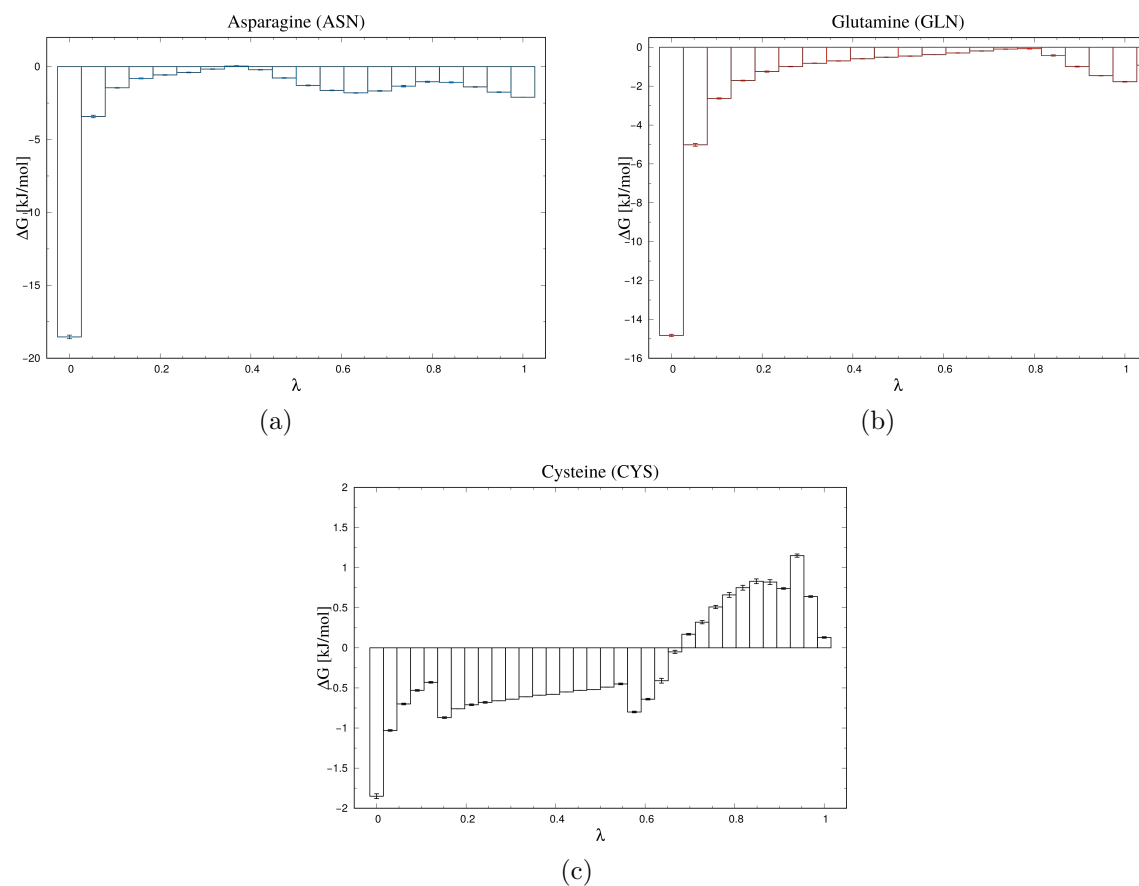 Asparagine (ASN)
0
−5
−10
−15
−20
ΔG [kJ/mol]
0 0.2 0.4 0.6 0.8 1
λ
(a)
Glutamine (GLN)
0
−2
−4
−6
−8
−10
−12
−14
−16
ΔG [kJ/mol]
0 0.2 0.4 0.6 0.8 1
λ
(b)
Cysteine (CYS)
2
1.5
1
0.5
0
−0.5
−1
−1.5
−2
ΔG [kJ/mol]
0 0.2 0.4 0.6 0.8 1
λ
(c)